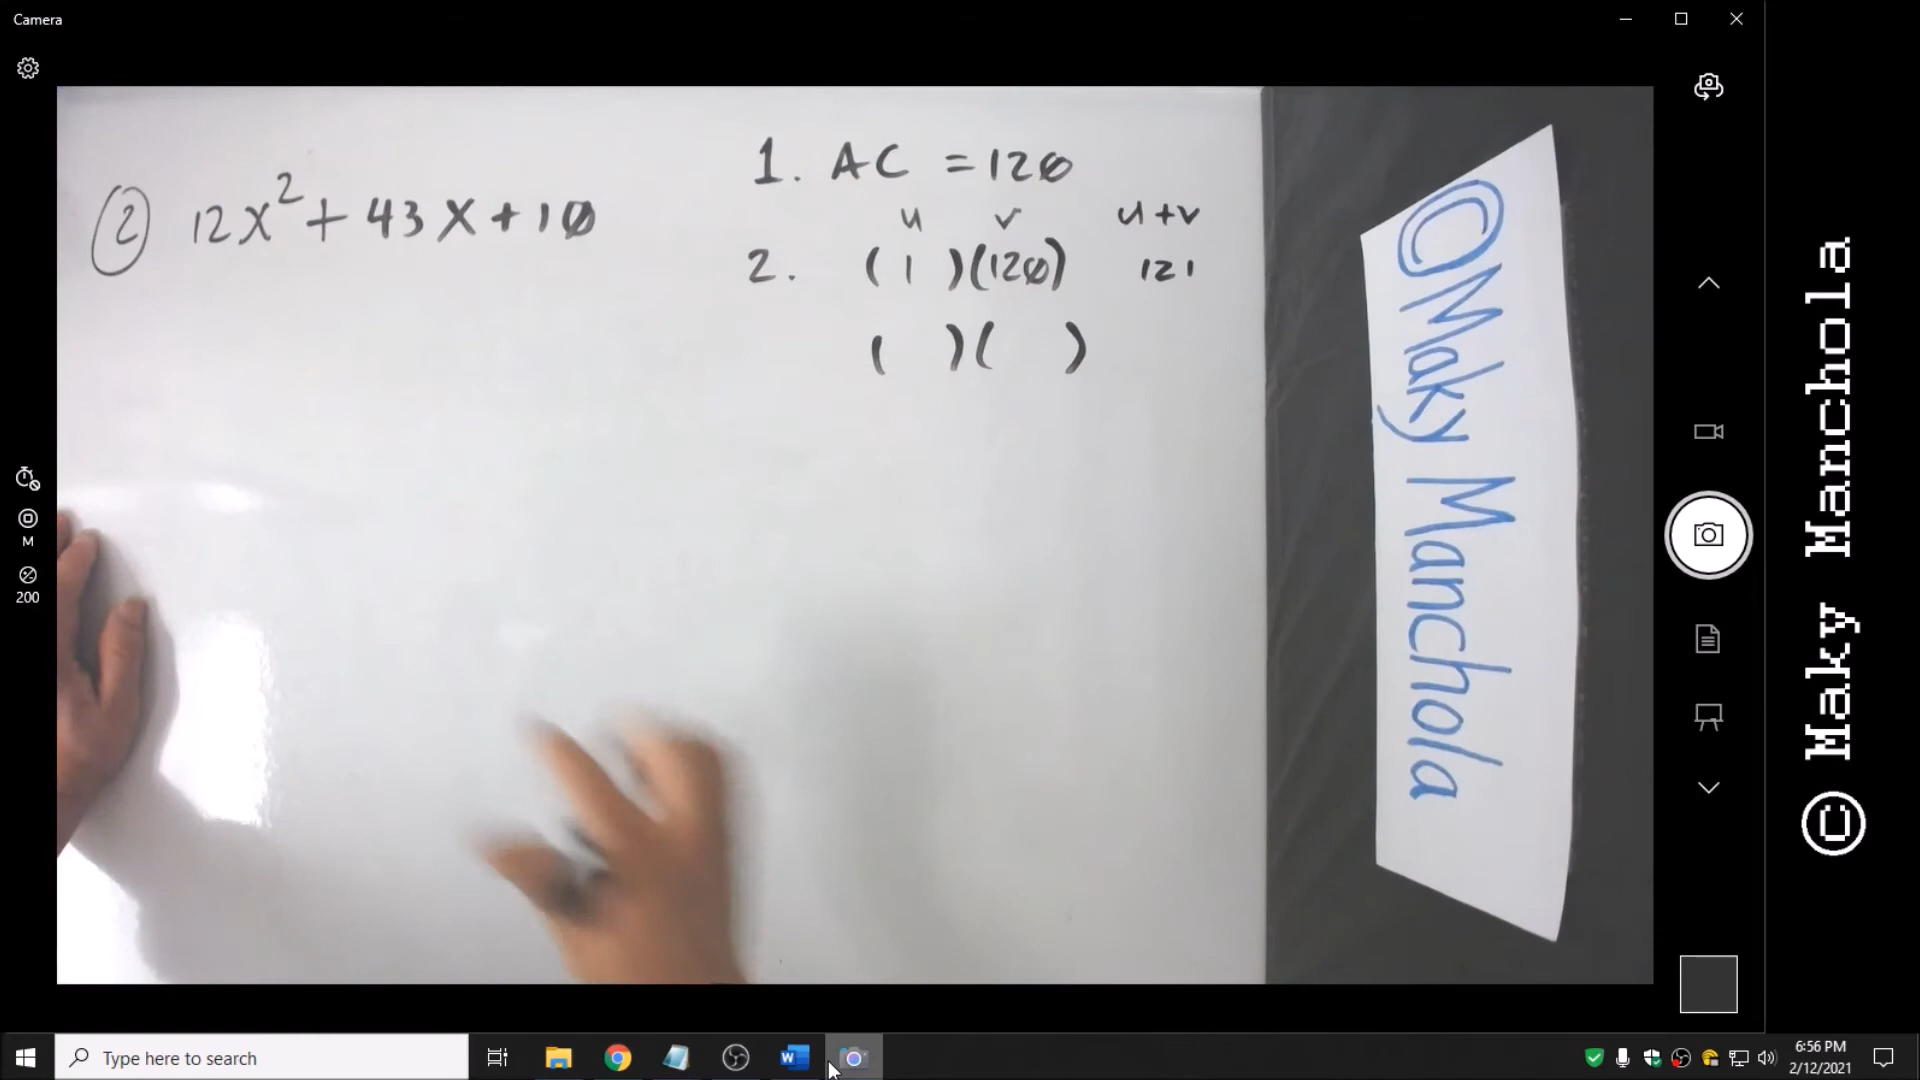 Camera
② 12x² + 43x + 10
1. AC = 120
u v u+v
2. (1)(120) 121
( )( )
© Maky Manchola
M
200
© Maky Manchola
Type here to search
6:56 PM
2/12/2021